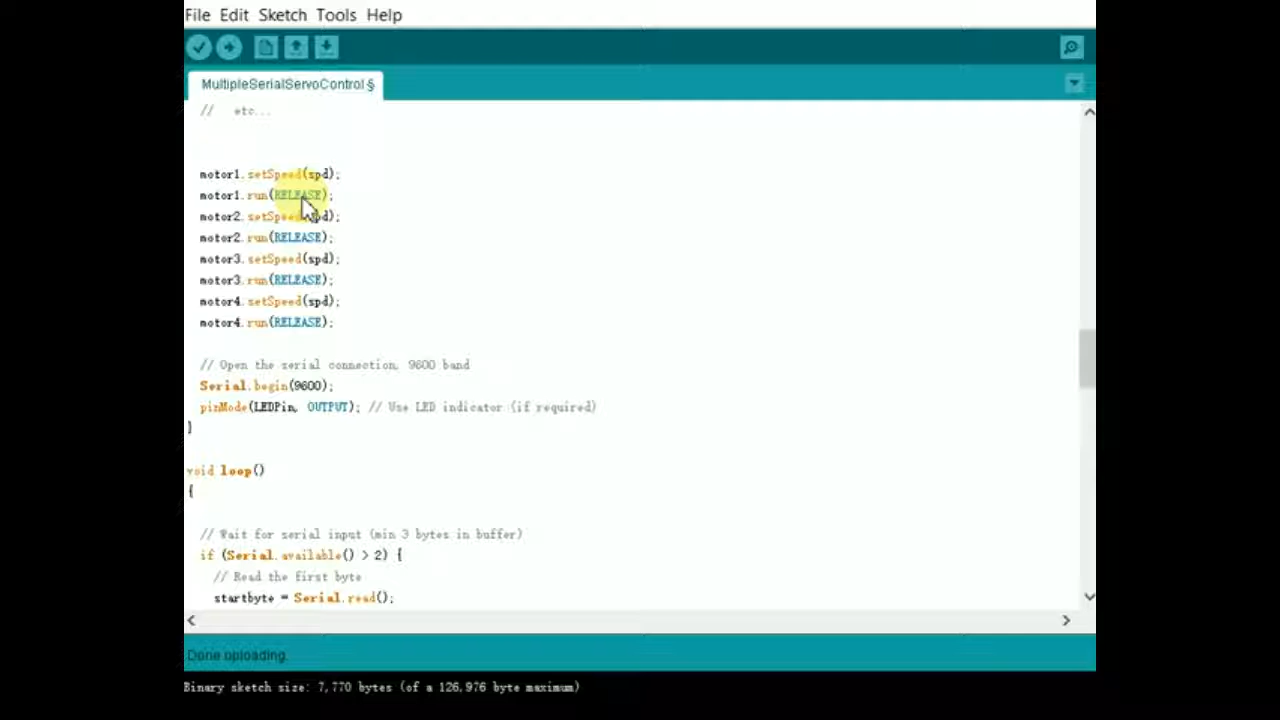 File Edit Sketch Tools Help
MultipleSerialServoControl §
// etc...
motor1.setSpeed(spd);
motor1.run(RELEASE);
motor2.setSpeed(spd);
motor2.run(RELEASE);
motor3.setSpeed(spd);
motor3.run(RELEASE);
motor4.setSpeed(spd);
motor4.run(RELEASE);
// Open the serial connection, 9600 baud
Serial.begin(9600);
pinMode(LEDPin, OUTPUT); // Use LED indicator (if required)
}
void loop()
{
// Wait for serial input (min 3 bytes in buffer)
if (Serial.available() > 2) {
// Read the first byte
startbyte = Serial.read();
Done uploading.
Binary sketch size: 7,770 bytes (of a 126,976 byte maximum)